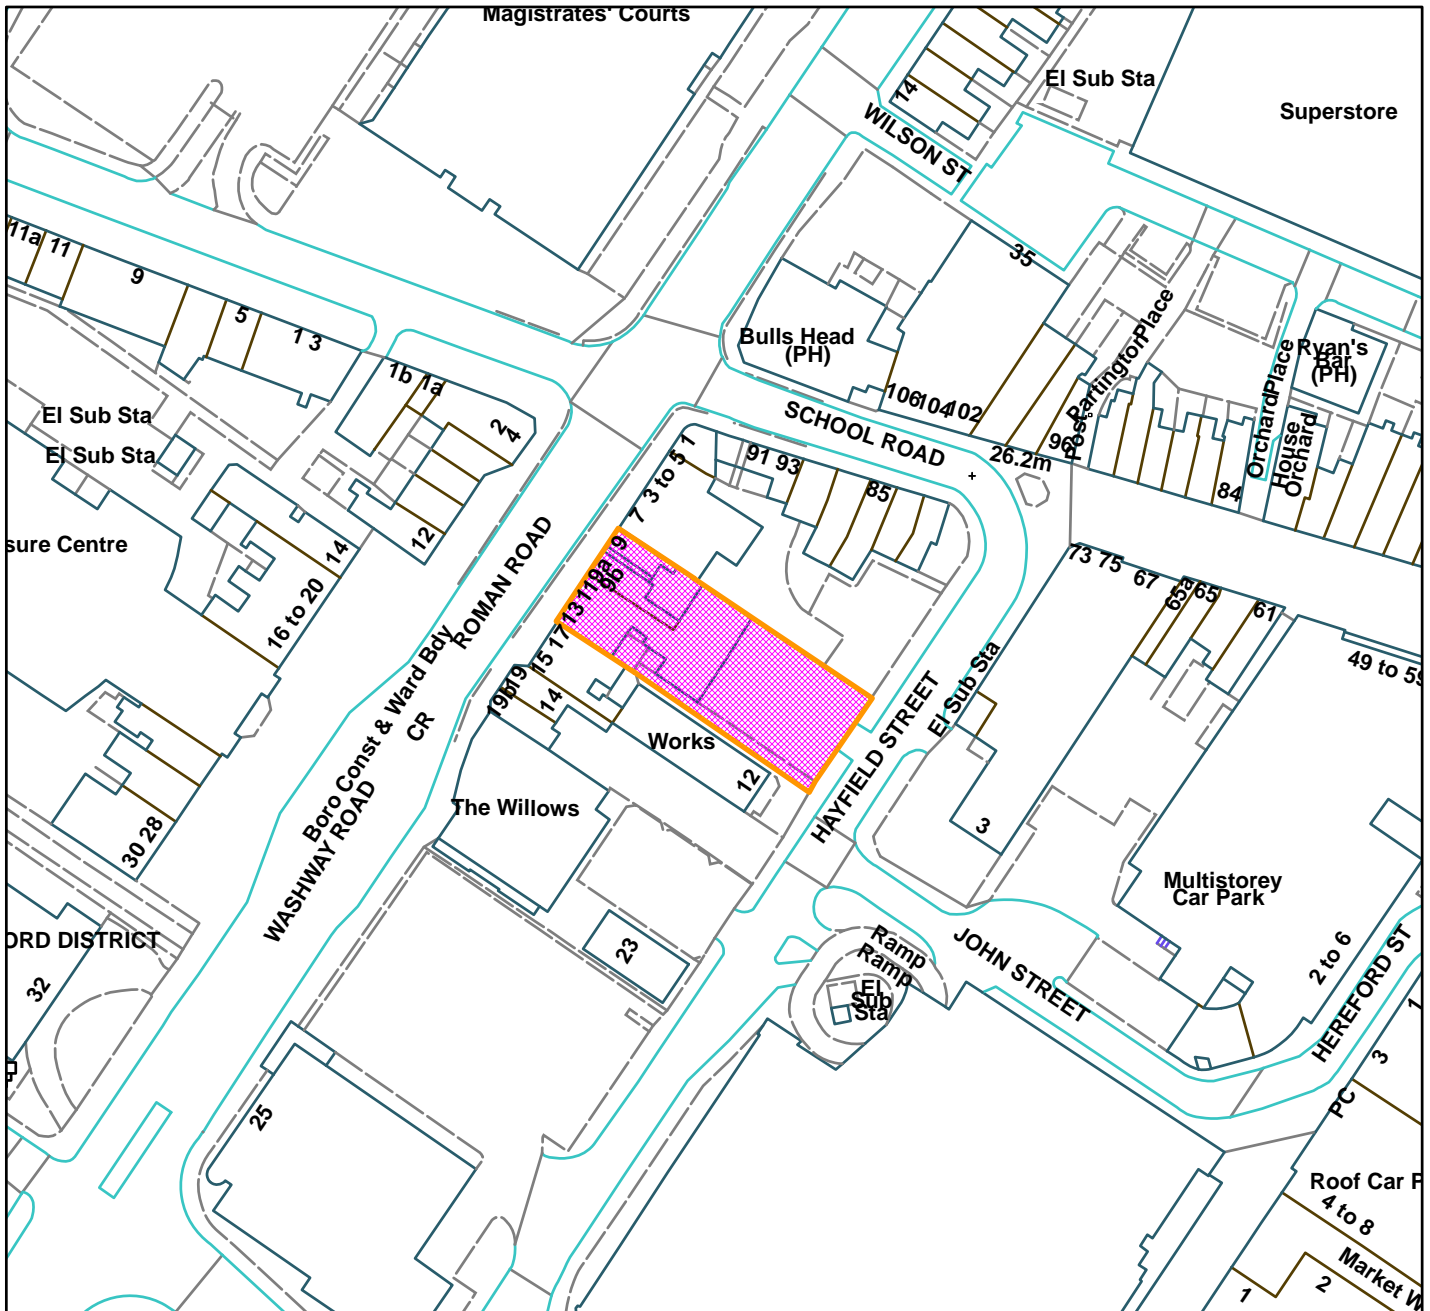 Magistrates' Courts
El Sub Sta
Superstore
14
WILSON ST
35
11a
11
9
5
1 3
1b 1a
2
4
Bulls Head
(PH)
106
104
102
96
Post
Partington Place
Orchard Place
Ryan's
Bar
(PH)
House
Orchard
84
El Sub Sta
El Sub Sta
SCHOOL ROAD
26.2m
1
3 to 5
7
91 93
85
73 75
67
65a
65
61
49 to 59
sure Centre
14
12
16 to 20
ROMAN ROAD
9
9a
9b
11
13
17
15
19
19b
14
Works
12
Boro Const & Ward Bdy
CR
WASHWAY ROAD
HAYFIELD STREET
El Sub Sta
3
30 28
The Willows
Multistorey
Car Park
ORD DISTRICT
32
23
Ramp
Ramp
El
Sub
Sta
JOHN STREET
2 to 6
HEREFORD ST
1
3
PC
25
Roof Car P
4 to 8
Market W
2
1